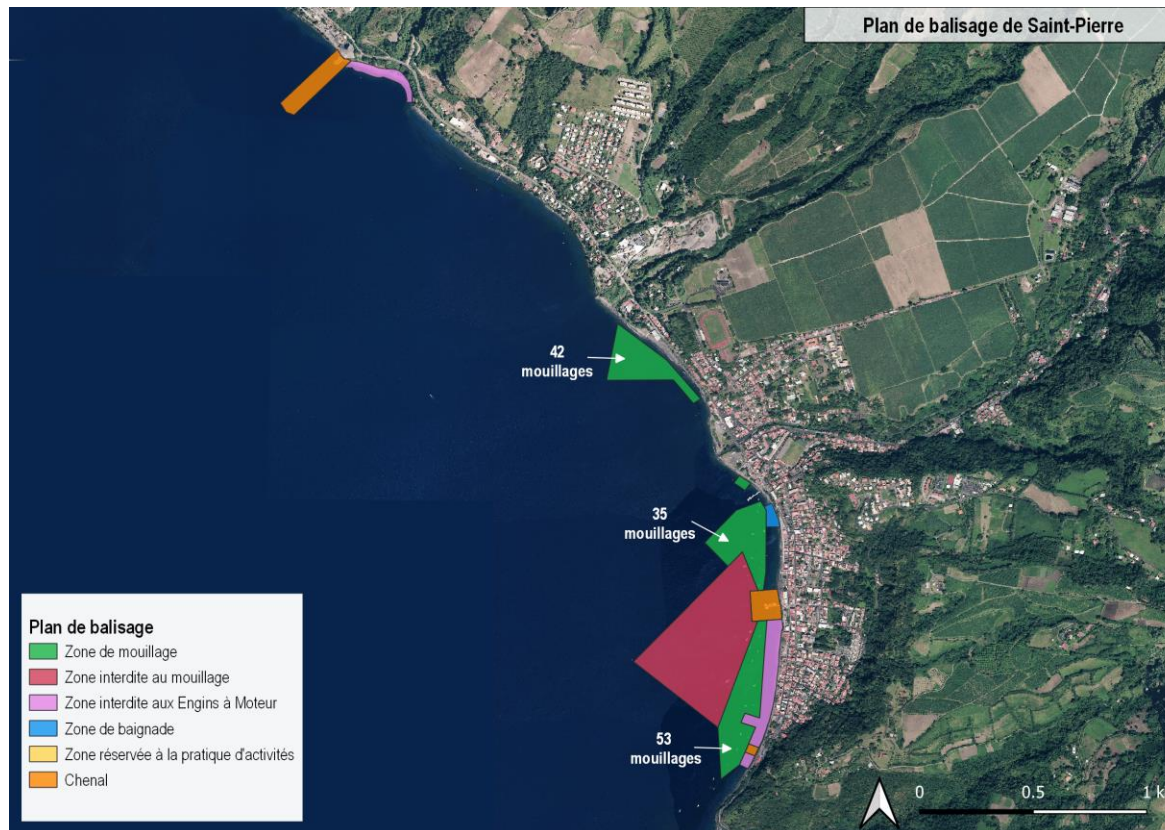 Plan de balisage de Saint-Pierre
42
mouillages
35
mouillages
53
mouillages
Plan de balisage
Zone de mouillage
Zone interdite au mouillage
Zone interdite aux Engins à Moteur
Zone de baignade
Zone réservée à la pratique d'activités
Chenal
0 0.5 1 k